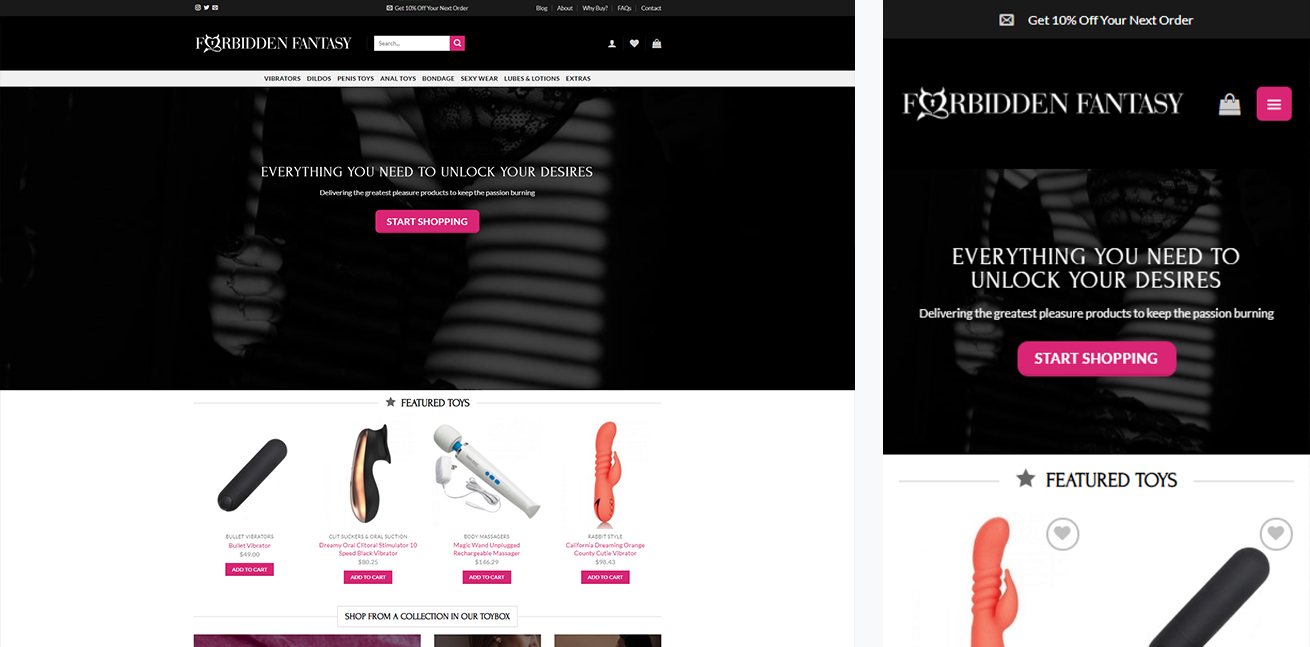 Get 10% Off Your Next Order
Blog
About
Why Buy?
FAQs
Contact
FORBIDDEN FANTASY
Search...
VIBRATORS
DILDOS
PENIS TOYS
ANAL TOYS
BONDAGE
SEXY WEAR
LUBES & LOTIONS
EXTRAS
EVERYTHING YOU NEED TO UNLOCK YOUR DESIRES
Delivering the greatest pleasure products to keep the passion burning
START SHOPPING
FEATURED TOYS
BULLET VIBRATORS
Bullet Vibrator
$49.00
ADD TO CART
CLIT SUCKERS & ORAL SUCTION
Dreamy Oral Clitoral Stimulator 10
Speed Black Vibrator
$80.25
ADD TO CART
BODY MASSAGERS
Magic Wand Unplugged
Rechargeable Massager
$146.29
ADD TO CART
RABBIT STYLE
California Dreaming Orange
County Cutie Vibrator
$98.43
ADD TO CART
SHOP FROM A COLLECTION IN OUR TOYBOX
Get 10% Off Your Next Order
FORBIDDEN FANTASY
EVERYTHING YOU NEED TO
UNLOCK YOUR DESIRES
Delivering the greatest pleasure products to keep the passion burning
START SHOPPING
FEATURED TOYS